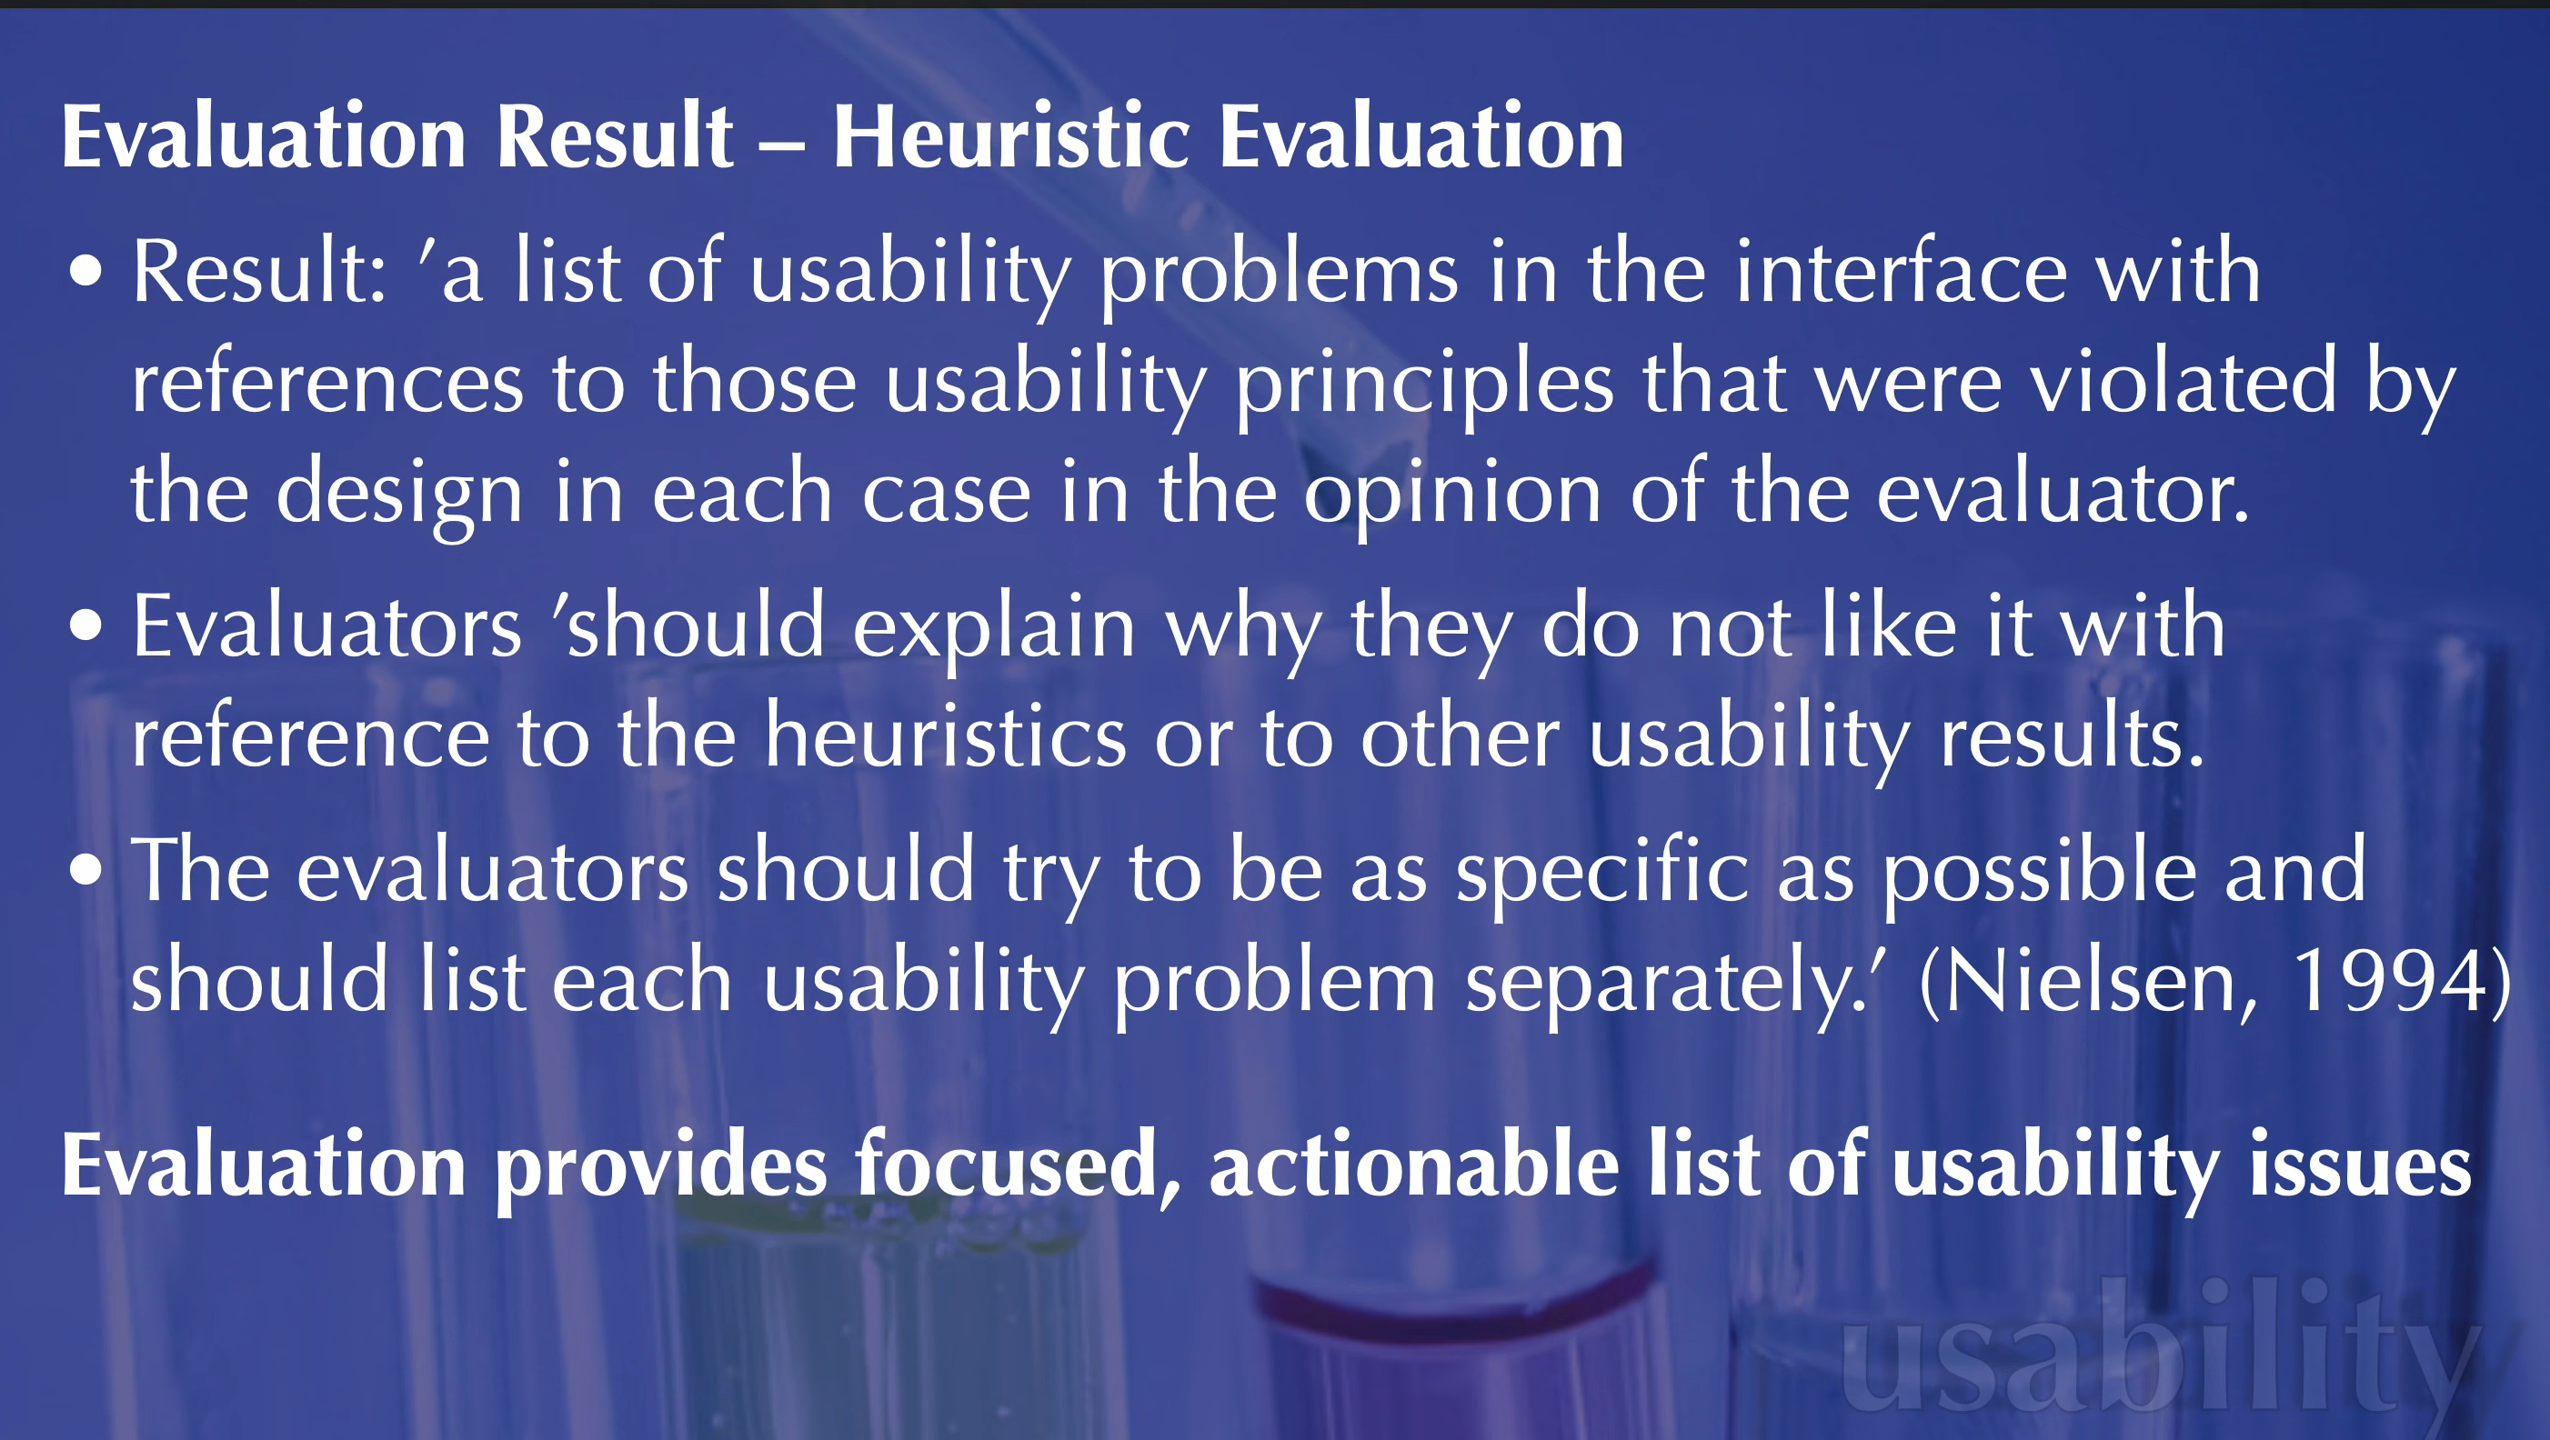 Evaluation Result – Heuristic Evaluation
• Result: ’a list of usability problems in the interface with
references to those usability principles that were violated by
the design in each case in the opinion of the evaluator.
• Evaluators ’should explain why they do not like it with
reference to the heuristics or to other usability results.
• The evaluators should try to be as specific as possible and
should list each usability problem separately.’ (Nielsen, 1994)
Evaluation provides focused, actionable list of usability issues
usability